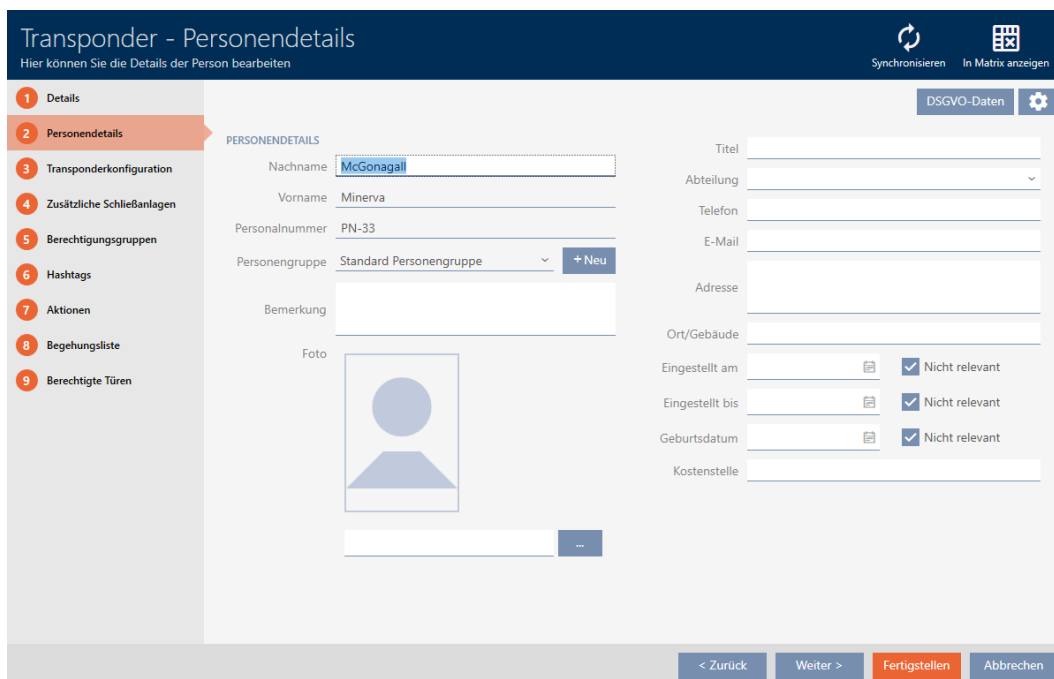 Transponder - Personendetails
Hier können Sie die Details der Person bearbeiten
Synchronisieren
In Matrix anzeigen
1 Details
2 Personendetails
3 Transponderkonfiguration
4 Zusätzliche Schließanlagen
5 Berechtigungsgruppen
6 Hashtags
7 Aktionen
8 Begehungsliste
9 Berechtigte Türen
DSGVO-Daten
PERSONENDETAILS
Nachname McGonagall
Vorname Minerva
Personalnummer PN-33
Personengruppe Standard Personengruppe + Neu
Bemerkung
Foto
...
Titel
Abteilung
Telefon
E-Mail
Adresse
Ort/Gebäude
Eingestellt am Nicht relevant
Eingestellt bis Nicht relevant
Geburtsdatum Nicht relevant
Kostenstelle
< Zurück
Weiter >
Fertigstellen
Abbrechen